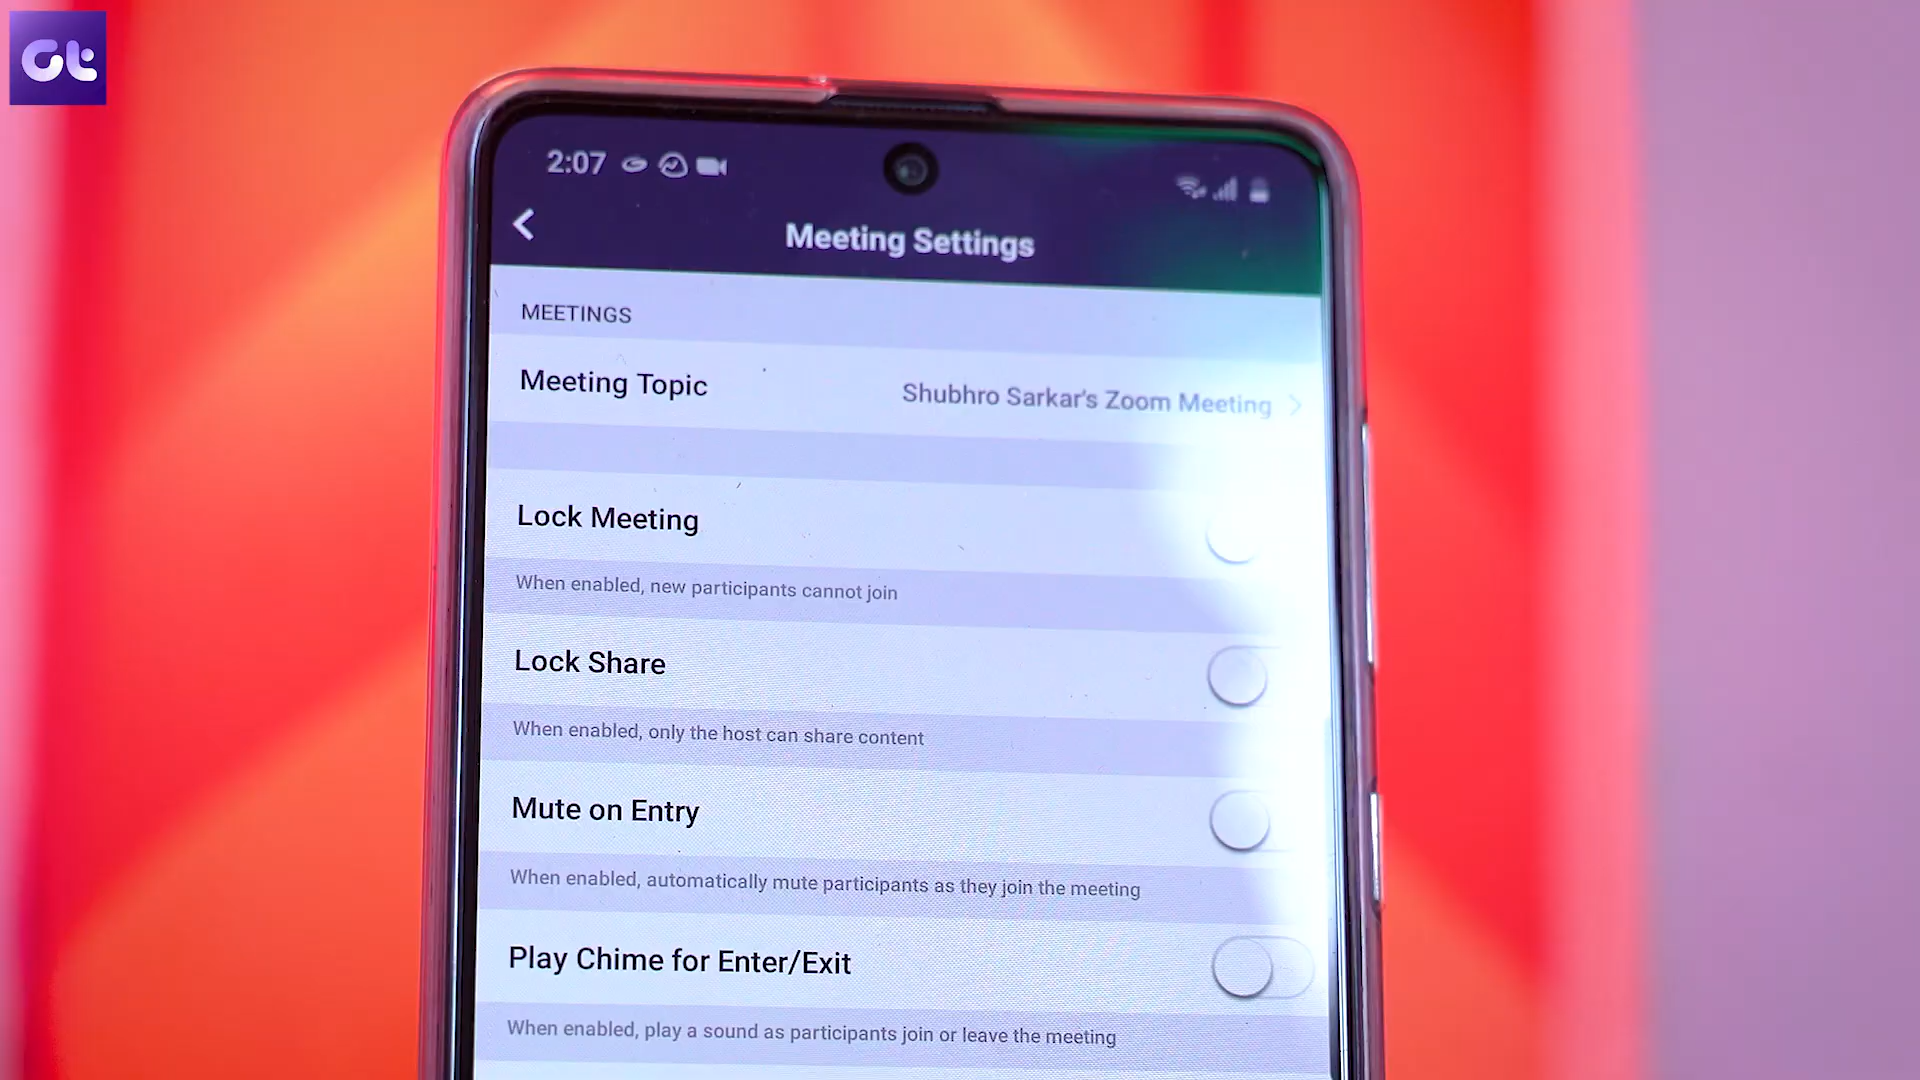 Gt
2:07
Meeting Settings
MEETINGS
Meeting Topic Shubhro Sarkar's Zoom Meeting
Lock Meeting
When enabled, new participants cannot join
Lock Share
When enabled, only the host can share content
Mute on Entry
When enabled, automatically mute participants as they join the meeting
Play Chime for Enter/Exit
When enabled, play a sound as participants join or leave the meeting